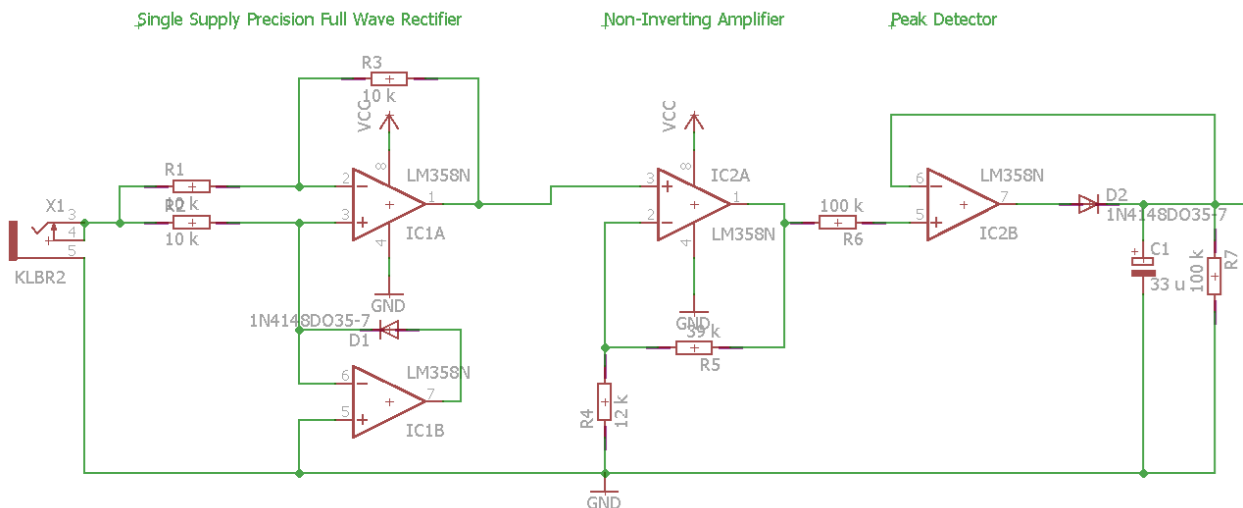 Single Supply Precision Full Wave Rectifier
Non-Inverting Amplifier
Peak Detector
R3
10 k
VCC
8
LM358N
2
1
3
4
IC1A
GND
R1
10 k
R2
10 k
X1
3
4
5
KLBR2
1N4148DO35-7
D1
LM358N
6
7
5
IC1B
VCC
8
IC2A
3
1
2
4
LM358N
GND
39 k
R5
R4
12 k
GND
100 k
R6
LM358N
6
7
5
IC2B
D2
1N4148DO35-7
+
C1
33 u
100 k
R7